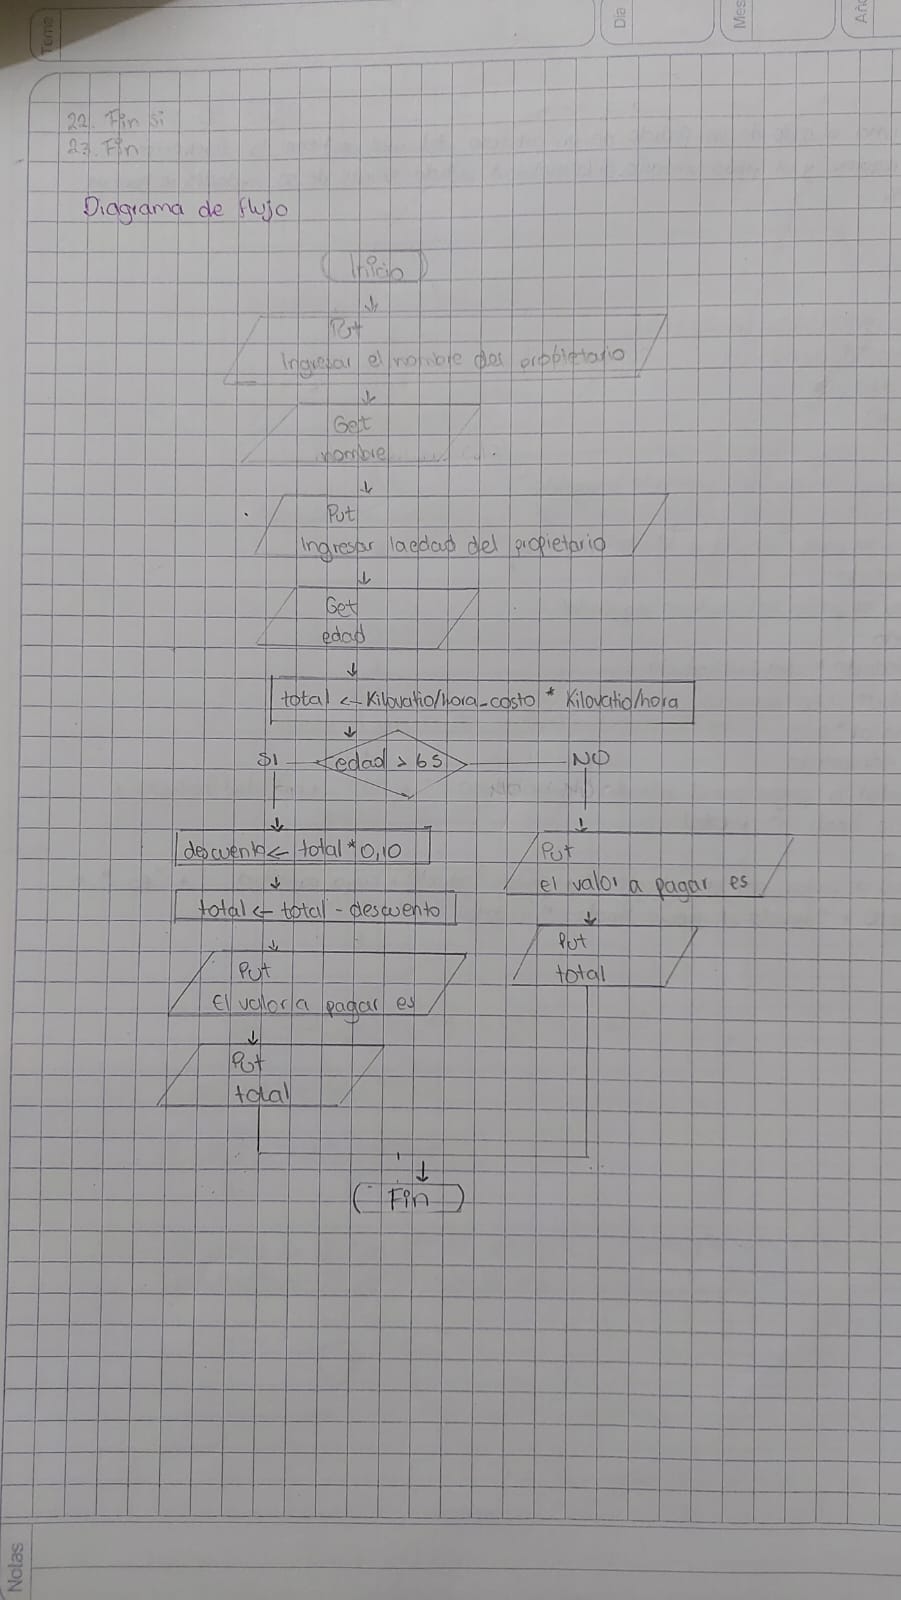 Tema
Dia
Mes
Año
22. Fin si
23. Fin
Diagrama de flujo
Inicio
Put
Ingresar el nombre del propietario
Get
nombre
Put
Ingresar la edad del propietario
Get
edad
total ← Kilovatio/hora_costo * Kilovatio/hora
SI
edad > 65
NO
descuento ← total * 0,10
total ← total - descuento
Put
El valor a pagar es
Put
total
Put
el valor a pagar es
Put
total
Fin
Notas